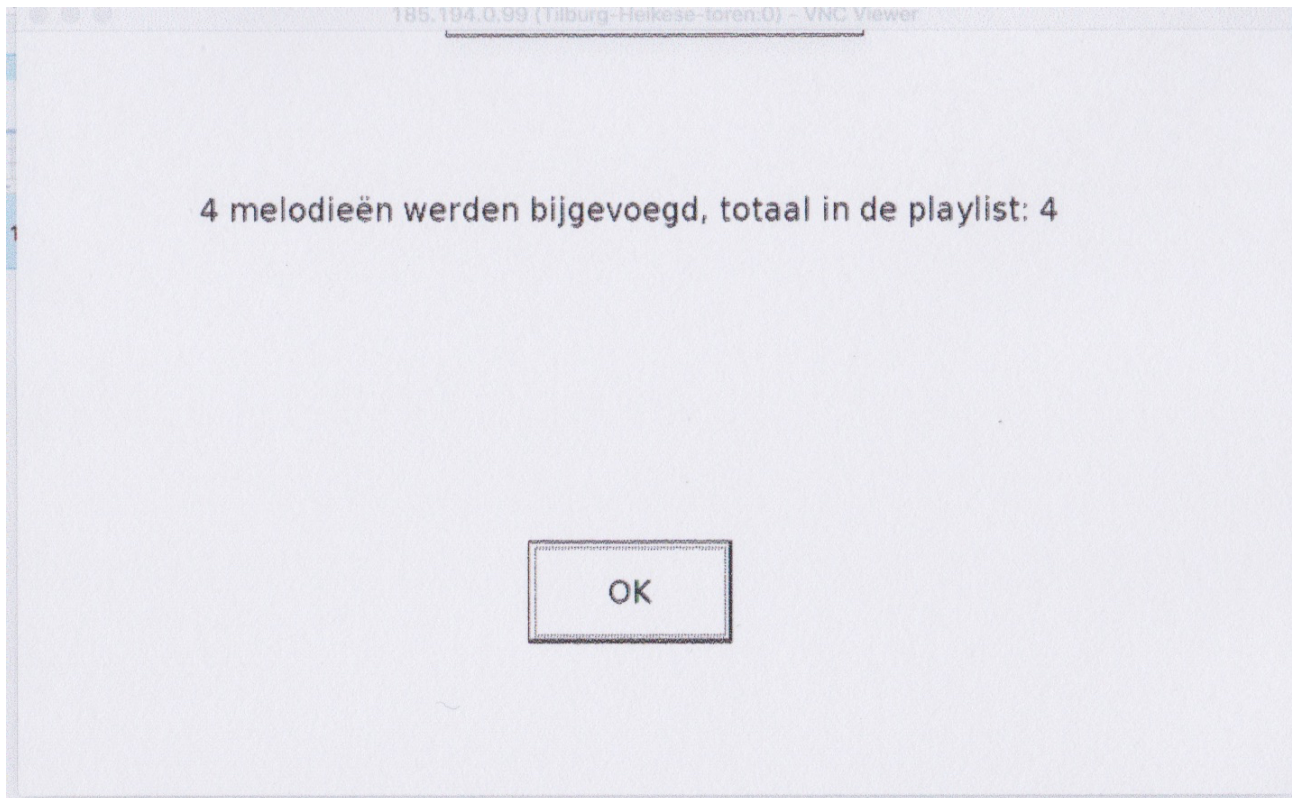 185.194.0.99 (Tilburg-Heikese-toren:0) - VNC Viewer
4 melodieën werden bijgevoegd, totaal in de playlist: 4
OK